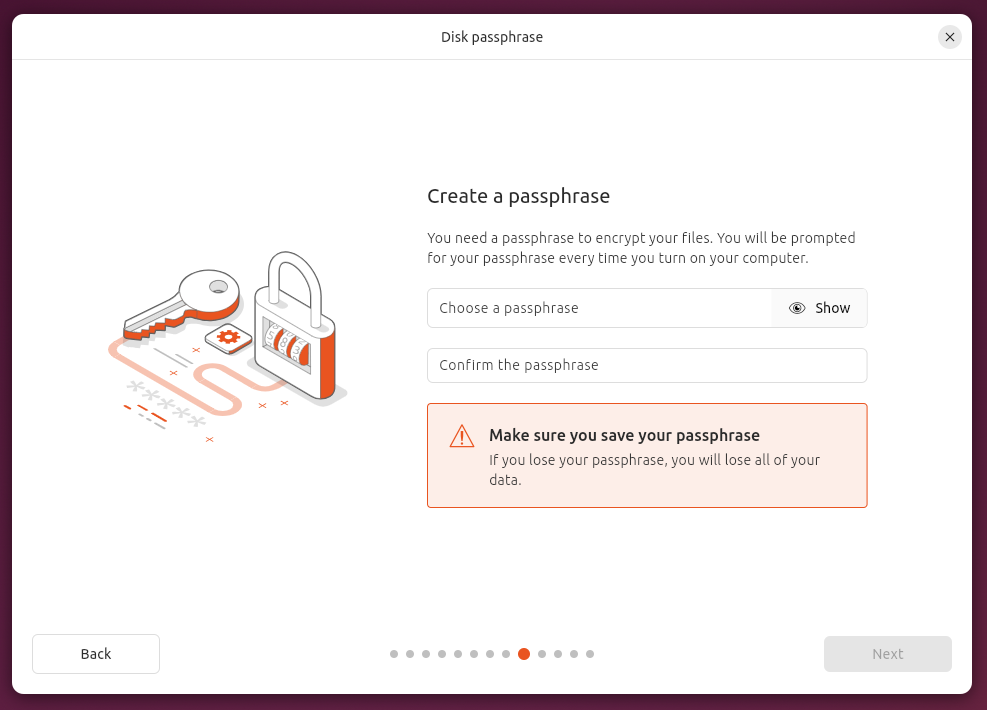 Disk passphrase
Create a passphrase
You need a passphrase to encrypt your files. You will be prompted
for your passphrase every time you turn on your computer.
Choose a passphrase
Show
Confirm the passphrase
Make sure you save your passphrase
If you lose your passphrase, you will lose all of your
data.
Back
Next